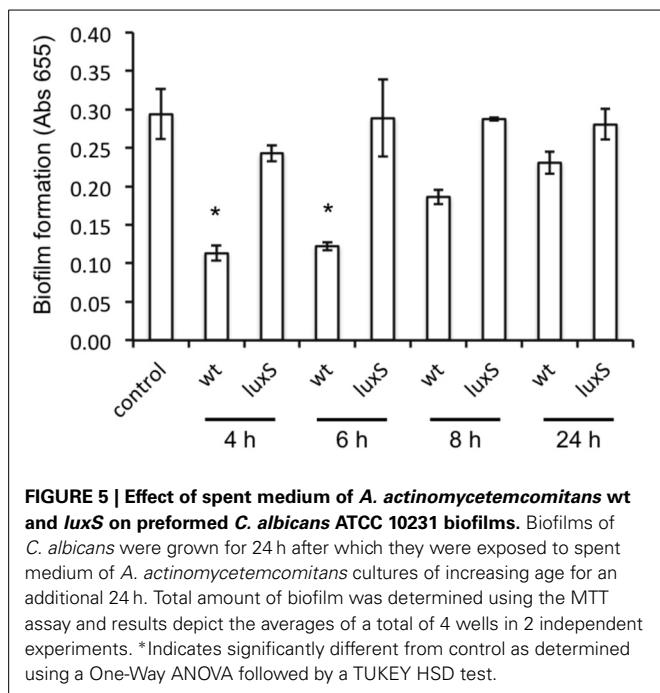 0.40
0.35
0.30
0.25
0.20
0.15
0.10
0.05
0.00
Biofilm formation (Abs 655)
* *
control wt luxS wt luxS wt luxS wt luxS
4 h 6 h 8 h 24 h
FIGURE 5 | Effect of spent medium of A. actinomycetemcomitans wt
and luxS on preformed C. albicans ATCC 10231 biofilms. Biofilms of
C. albicans were grown for 24 h after which they were exposed to spent
medium of A. actinomycetemcomitans cultures of increasing age for an
additional 24 h. Total amount of biofilm was determined using the MTT
assay and results depict the averages of a total of 4 wells in 2 independent
experiments. *Indicates significantly different from control as determined
using a One-Way ANOVA followed by a TUKEY HSD test.